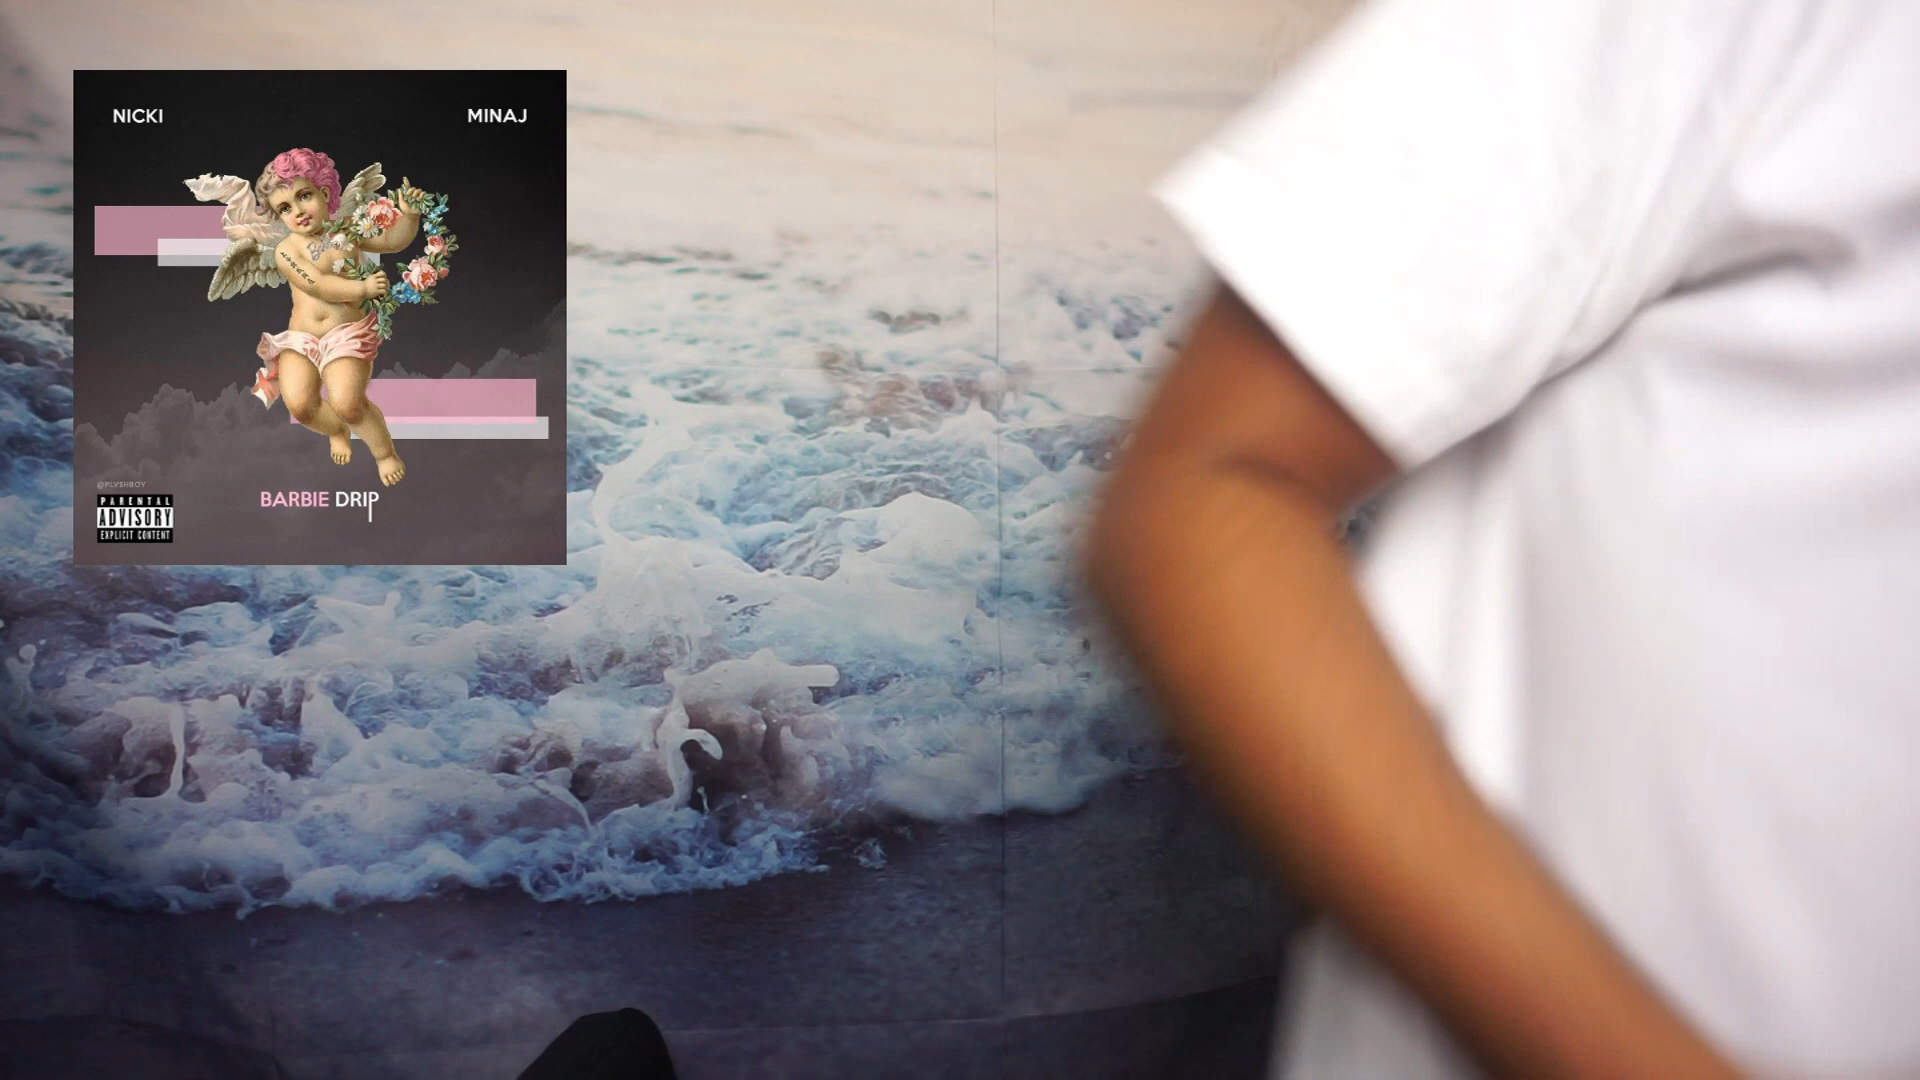 NICKI MINAJ
@PLVSHBOY
BARBIE DRIP
PARENTAL
ADVISORY
EXPLICIT CONTENT